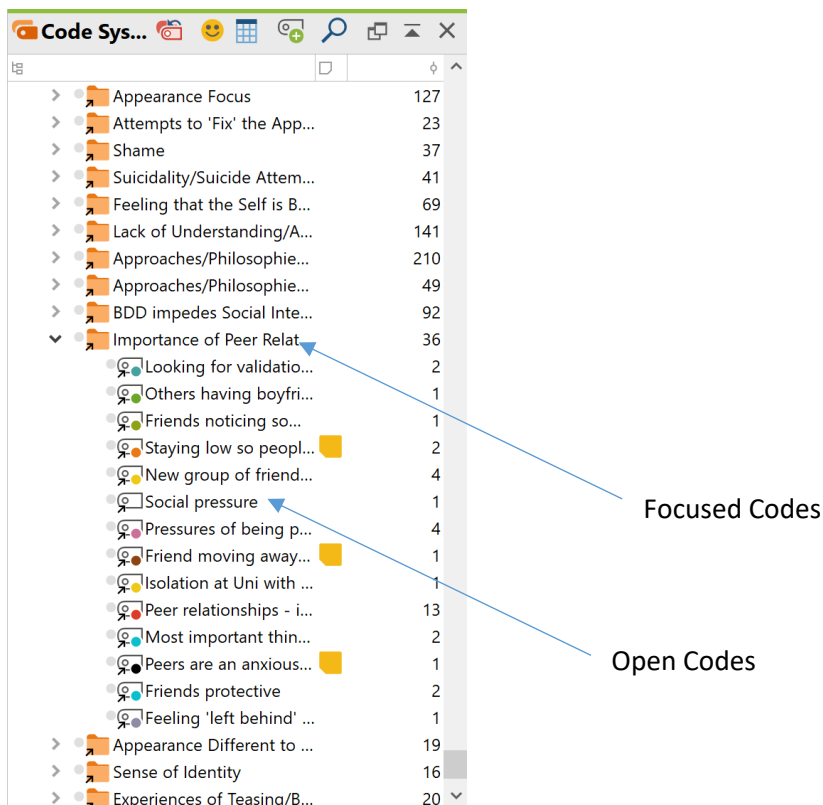 Code Sys...
Appearance Focus 127
Attempts to 'Fix' the App... 23
Shame 37
Suicidality/Suicide Attem... 41
Feeling that the Self is B... 69
Lack of Understanding/A... 141
Approaches/Philosophie... 210
Approaches/Philosophie... 49
BDD impedes Social Inte... 92
Importance of Peer Relat... 36
Looking for validatio... 2
Others having boyfri... 1
Friends noticing so... 1
Staying low so peopl... 2
New group of friend... 4
Social pressure 1
Focused Codes
Pressures of being p... 4
Friend moving away... 1
Isolation at Uni with ... 1
Peer relationships - i... 13
Most important thin... 2
Peers are an anxious... 1
Open Codes
Friends protective 2
Feeling 'left behind' ... 1
Appearance Different to ... 19
Sense of Identity 16
Experiences of Teasing/B... 20